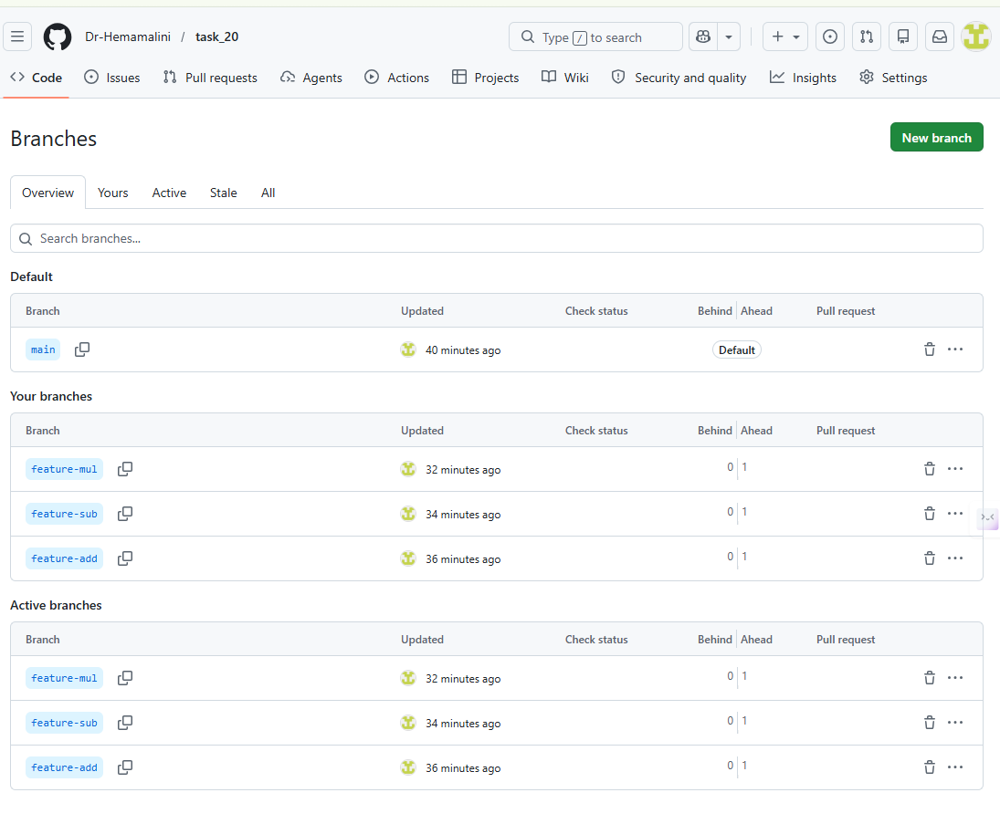 Dr-Hemamalini / task_20 Type / to search
Code Issues Pull requests Agents Actions Projects Wiki Security and quality Insights Settings
Branches New branch
Overview Yours Active Stale All
Search branches...
Default
Branch Updated Check status Behind Ahead Pull request
main 40 minutes ago Default
Your branches
Branch Updated Check status Behind Ahead Pull request
feature-mul 32 minutes ago 0 1
feature-sub 34 minutes ago 0 1
feature-add 36 minutes ago 0 1
Active branches
Branch Updated Check status Behind Ahead Pull request
feature-mul 32 minutes ago 0 1
feature-sub 34 minutes ago 0 1
feature-add 36 minutes ago 0 1